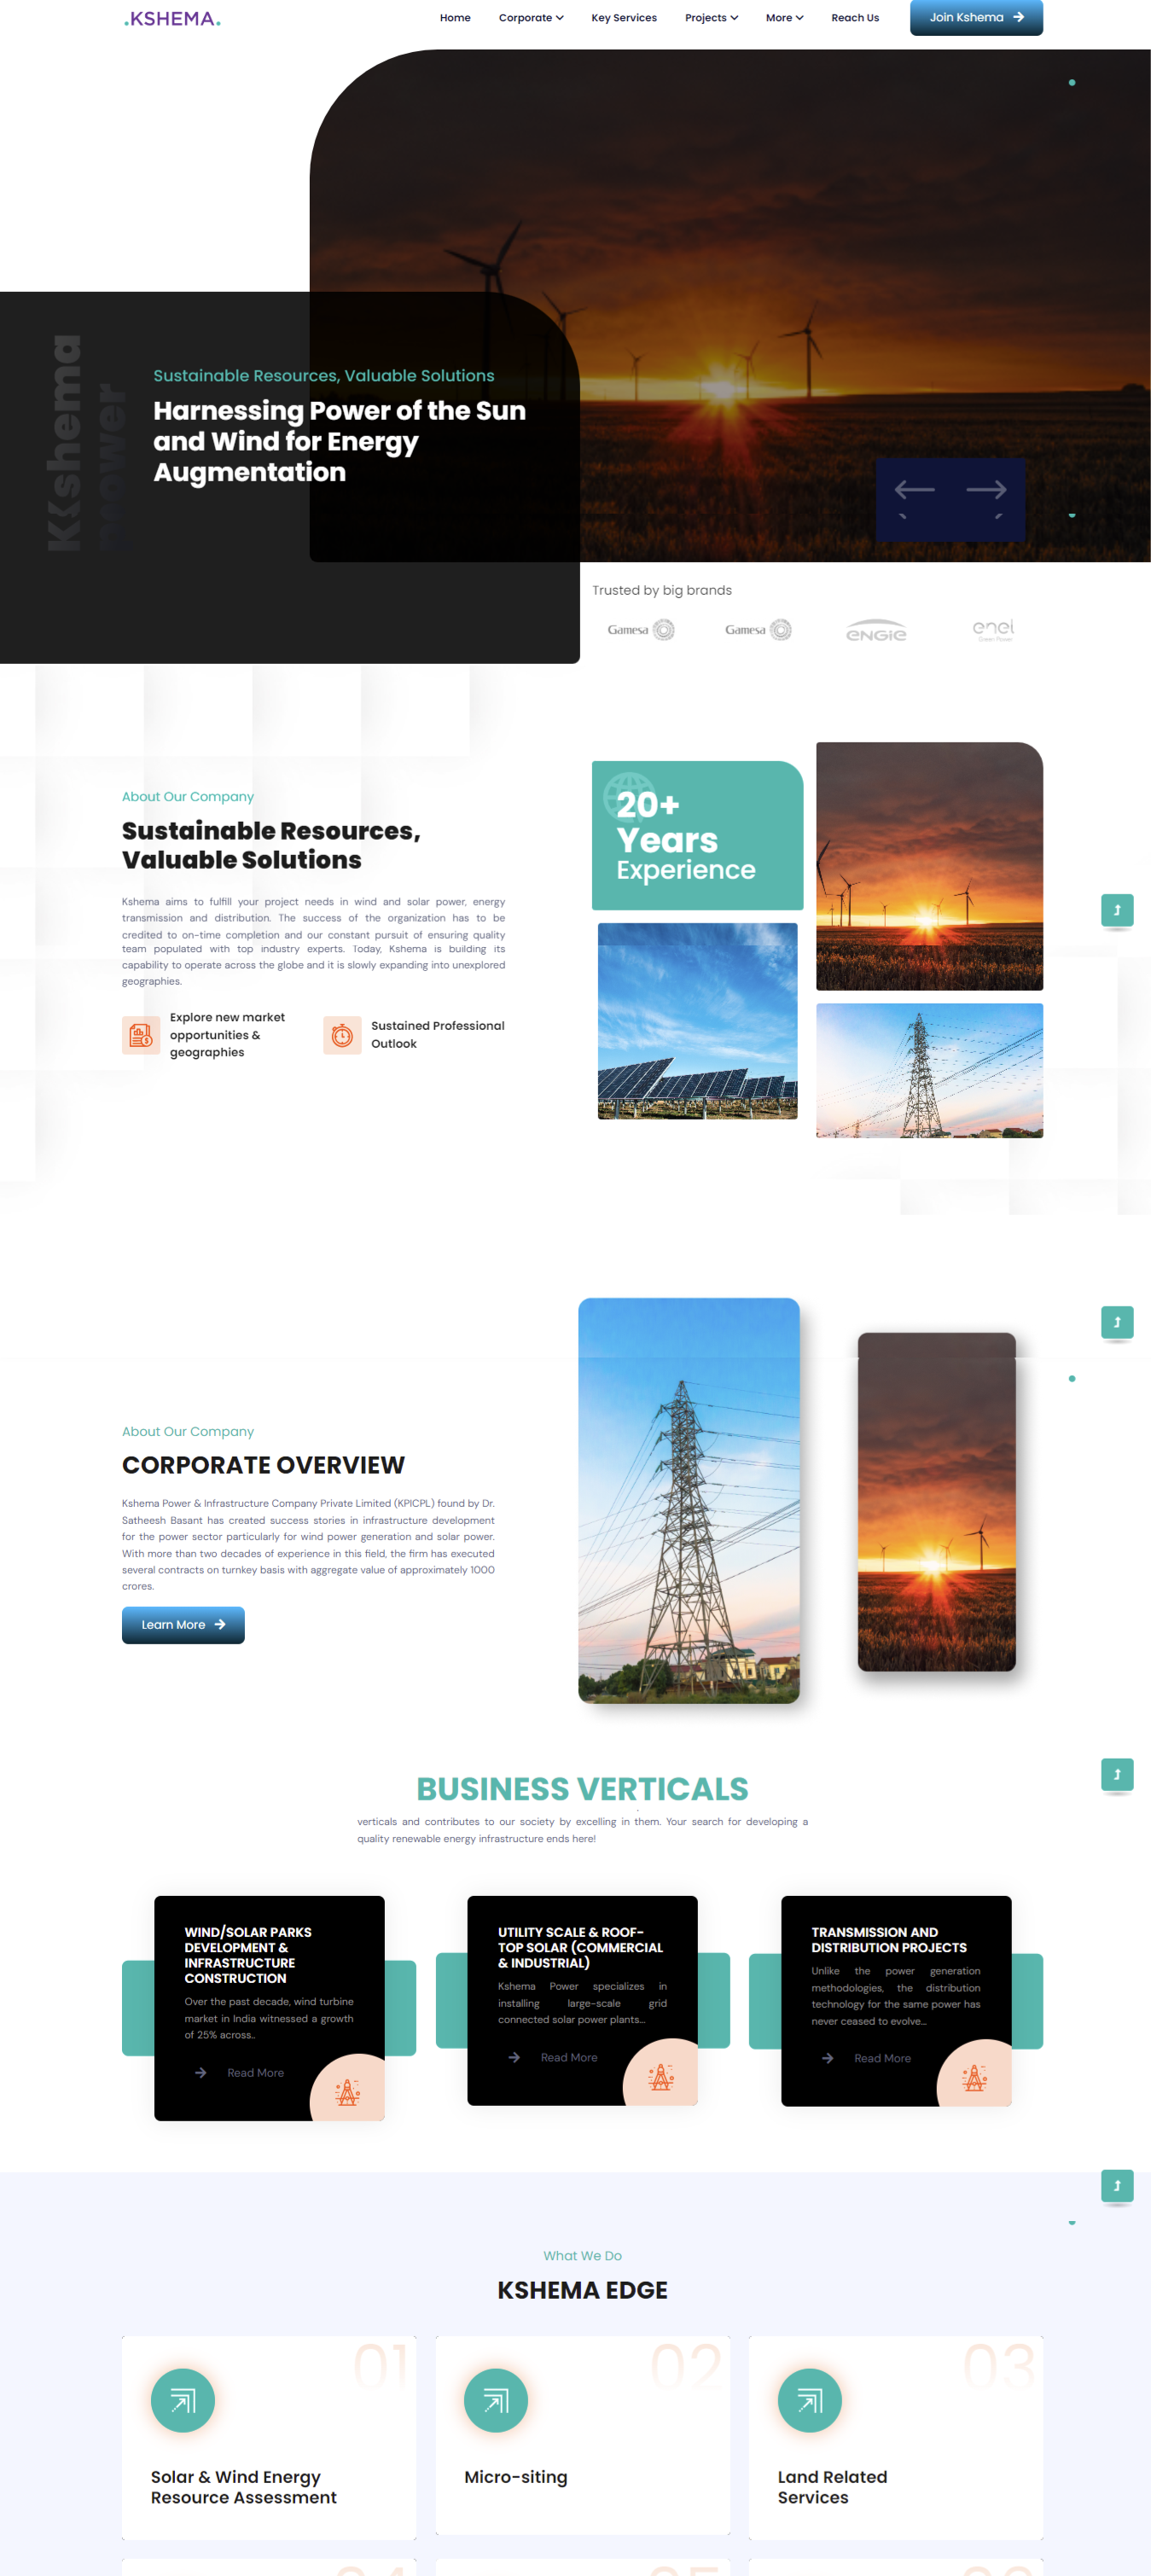 .KSHEMA.
Home
Corporate
Key Services
Projects
More
Reach Us
Join Kshema
Kshema
power
Sustainable Resources, Valuable Solutions
Harnessing Power of the Sun
and Wind for Energy
Augmentation
Trusted by big brands
Gamesa
Gamesa
ENGIE
enel
Green Power
About Our Company
Sustainable Resources,
Valuable Solutions
Kshema aims to fulfill your project needs in wind and solar power, energy
transmission and distribution. The success of the organization has to be
credited to on-time completion and our constant pursuit of ensuring quality
team populated with top industry experts. Today, Kshema is building its
capability to operate across the globe and it is slowly expanding into unexplored
geographies.
Explore new market
opportunities &
geographies
Sustained Professional
Outlook
20+
Years
Experience
About Our Company
CORPORATE OVERVIEW
Kshema Power & Infrastructure Company Private Limited (KPICPL) found by Dr.
Satheesh Basant has created success stories in infrastructure development
for the power sector particularly for wind power generation and solar power.
With more than two decades of experience in this field, the firm has executed
several contracts on turnkey basis with aggregate value of approximately 1000
crores.
Learn More
BUSINESS VERTICALS
verticals and contributes to our society by excelling in them. Your search for developing a
quality renewable energy infrastructure ends here!
WIND/SOLAR PARKS
DEVELOPMENT &
INFRASTRUCTURE
CONSTRUCTION
Over the past decade, wind turbine
market in India witnessed a growth
of 25% across..
Read More
UTILITY SCALE & ROOF-
TOP SOLAR (COMMERCIAL
& INDUSTRIAL)
Kshema Power specializes in
installing large-scale grid
connected solar power plants...
Read More
TRANSMISSION AND
DISTRIBUTION PROJECTS
Unlike the power generation
methodologies, the distribution
technology for the same power has
never ceased to evolve...
Read More
What We Do
KSHEMA EDGE
01
Solar & Wind Energy
Resource Assessment
02
Micro-siting
03
Land Related
Services